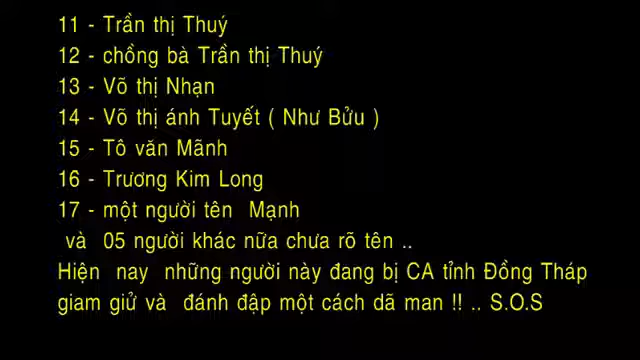 11 - Trần thị Thuý
12 - chồng bà Trần thị Thuý
13 - Võ thị Nhạn
14 - Võ thị ánh Tuyết ( Như Bửu )
15 - Tô văn Mãnh
16 - Trương Kim Long
17 - một người tên Mạnh
và 05 người khác nữa chưa rõ tên ..
Hiện nay những người này đang bị CA tỉnh Đồng Tháp
giam giử và đánh đập một cách dã man !! .. S.O.S